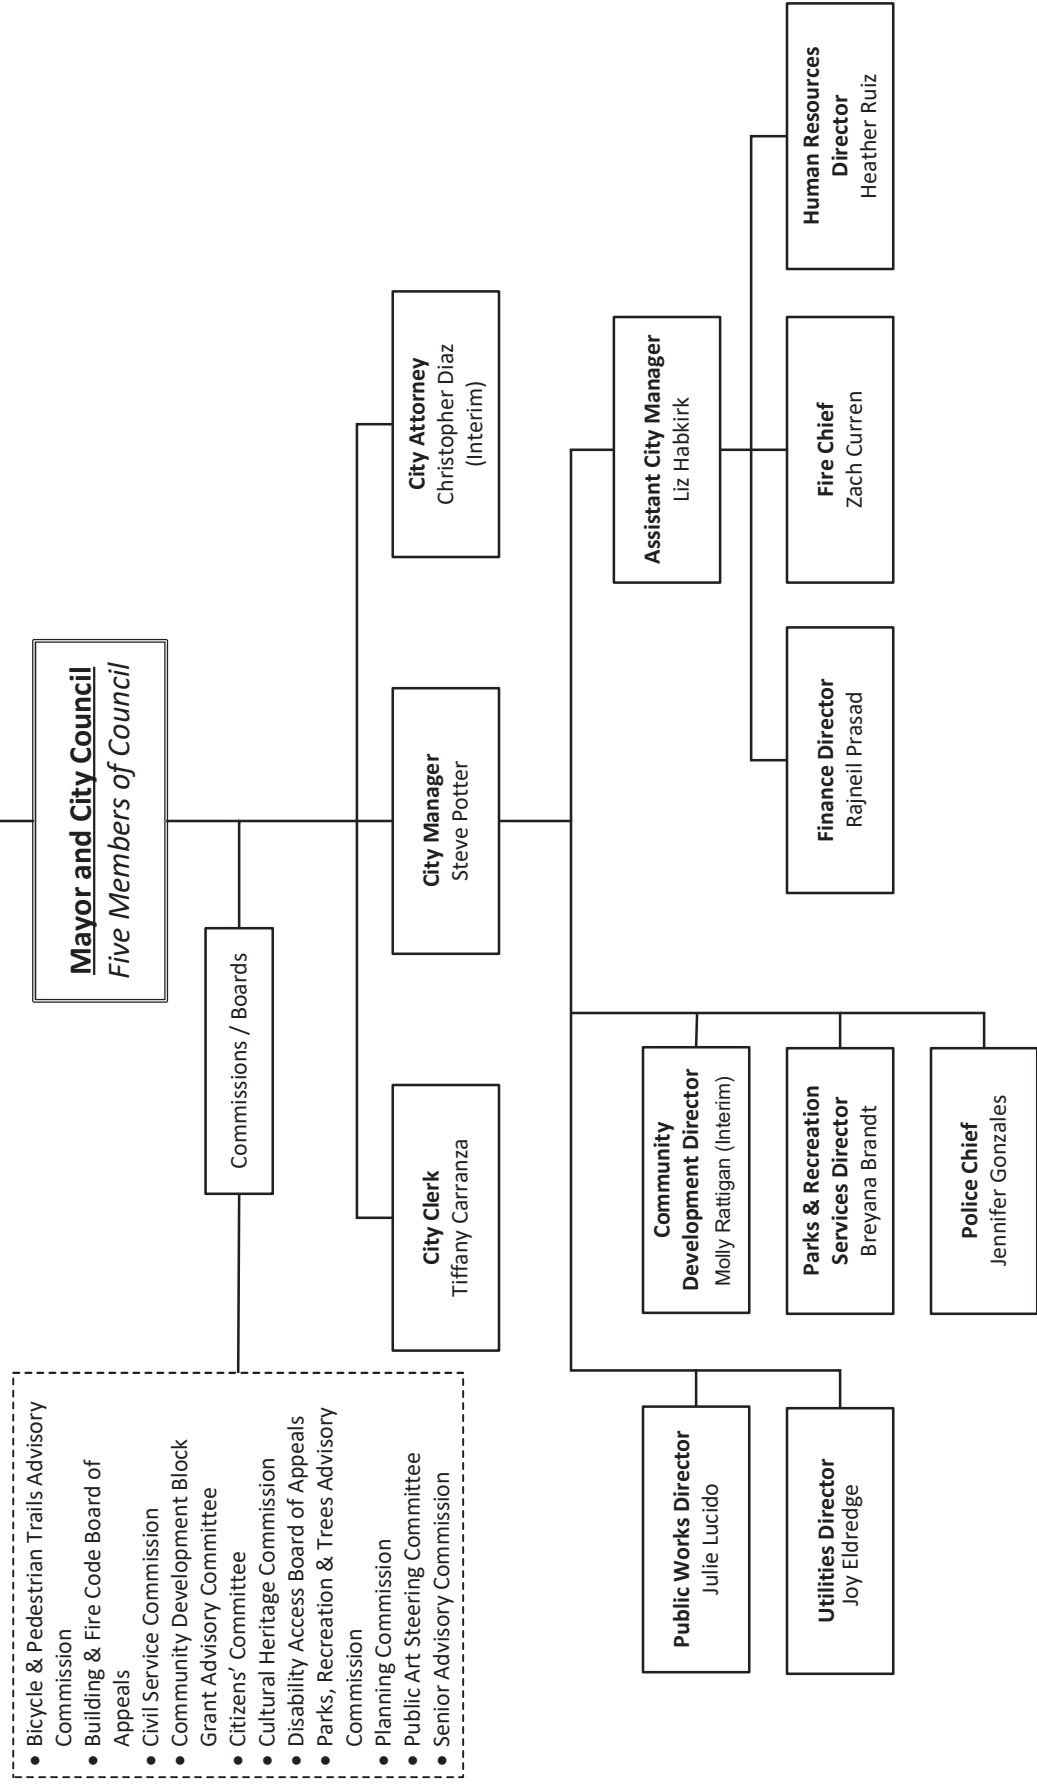 Mayor and City Council
Five Members of Council
Commissions / Boards
• Bicycle & Pedestrian Trails Advisory
Commission
• Building & Fire Code Board of
Appeals
• Civil Service Commission
• Community Development Block
Grant Advisory Committee
• Citizens’ Committee
• Cultural Heritage Commission
• Disability Access Board of Appeals
• Parks, Recreation & Trees Advisory
Commission
• Planning Commission
• Public Art Steering Committee
• Senior Advisory Commission
City Clerk
Tiffany Carranza
City Manager
Steve Potter
City Attorney
Christopher Diaz
(Interim)
Public Works Director
Julie Lucido
Utilities Director
Joy Eldredge
Community
Development Director
Molly Rattigan (Interim)
Parks & Recreation
Services Director
Breyana Brandt
Police Chief
Jennifer Gonzales
Assistant City Manager
Liz Habkirk
Finance Director
Rajneil Prasad
Fire Chief
Zach Curren
Human Resources
Director
Heather Ruiz